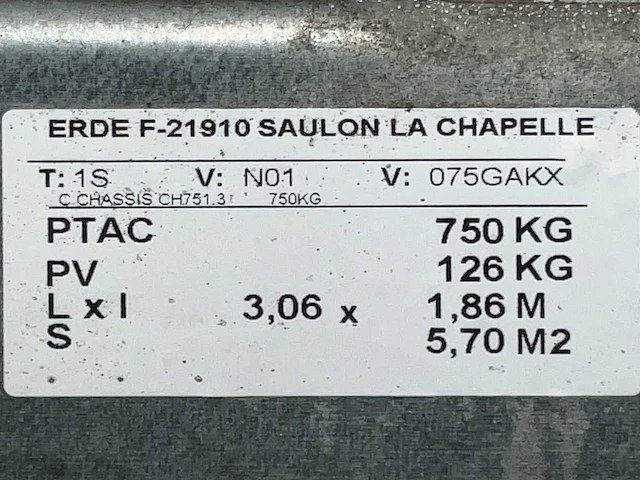 ERDE F-21910 SAULON LA CHAPELLE
T: 1S V: N01 V: 075GAKX
C.CHASSIS CH751.3 750KG
PTAC 750 KG
PV 126 KG
L x l 3,06 x 1,86 M
S 5,70 M2